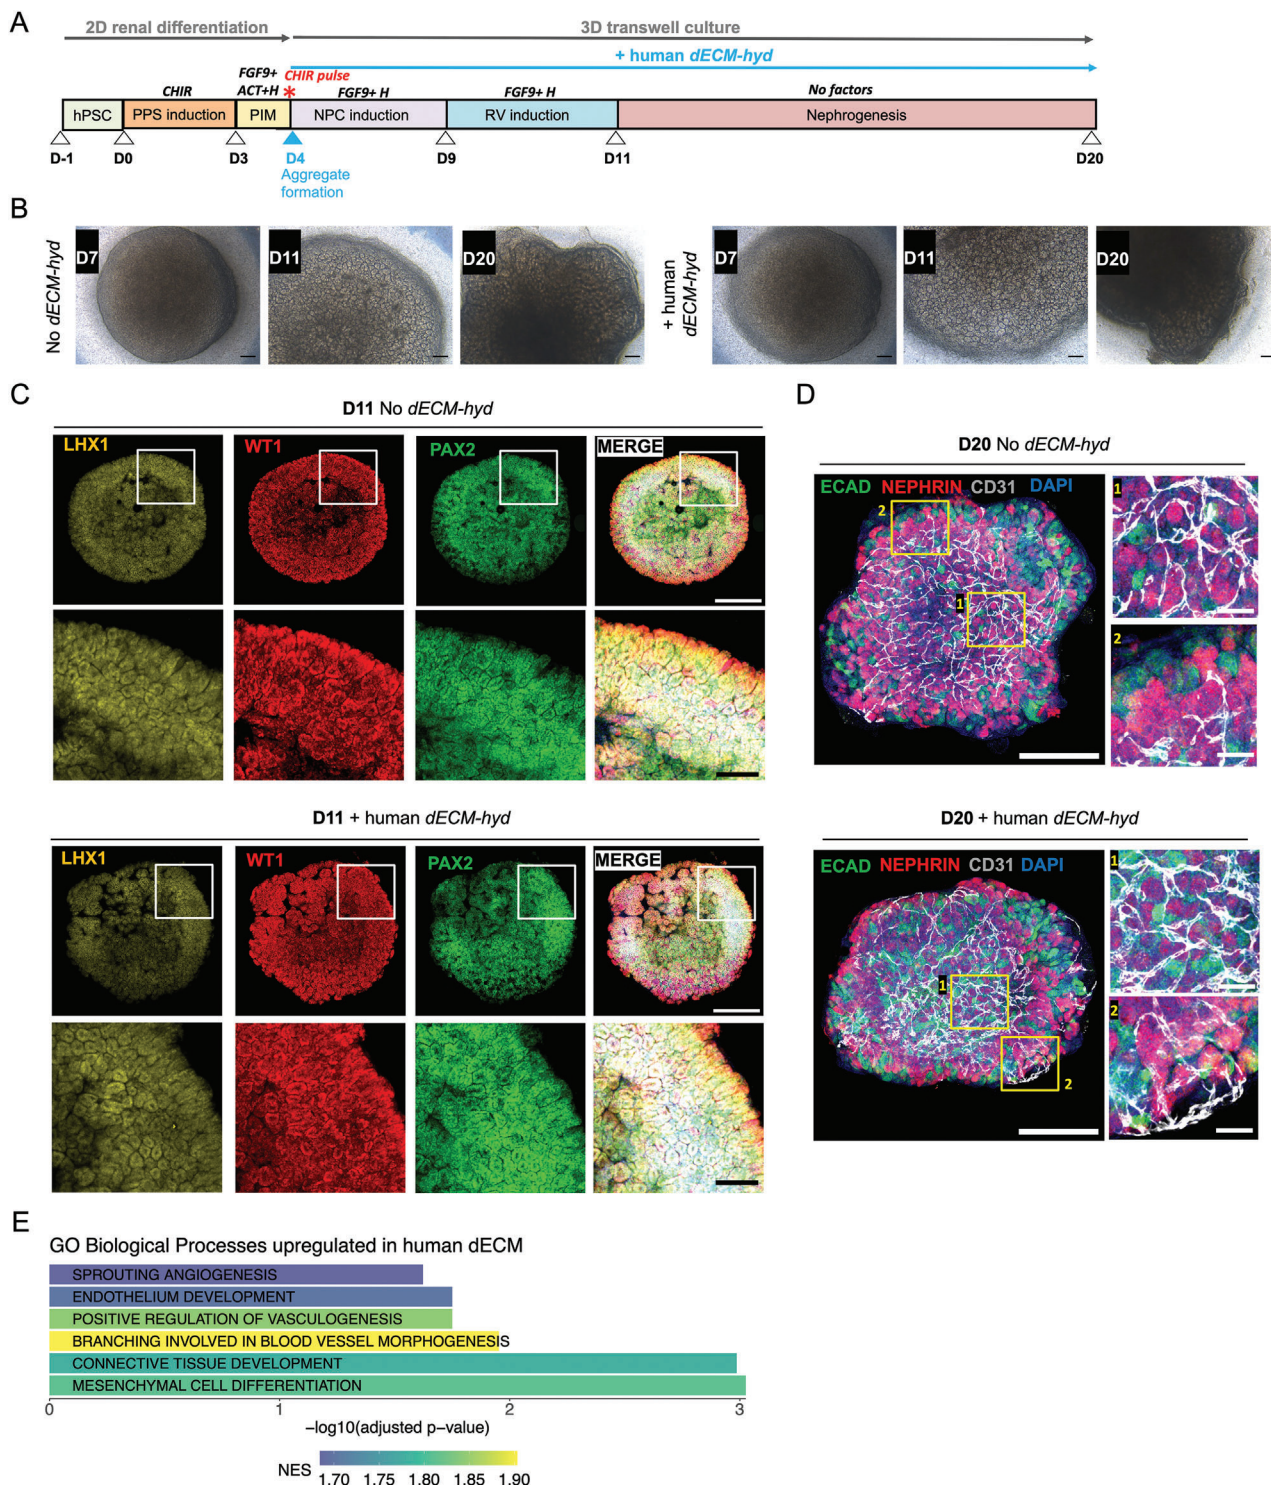 A
2D renal differentiation
3D transwell culture
+ human dECM-hyd
FGF9+ CHIR pulse
CHIR ACT+H * FGF9+ H FGF9+ H No factors
hPSC PPS induction PIM NPC induction RV induction Nephrogenesis
D-1 D0 D3 D4 D9 D11 D20
Aggregate
formation
B
No dECM-hyd
D7 D11 D20
+ human
dECM-hyd
D7 D11 D20
C
D11 No dECM-hyd
LHX1 WT1 PAX2 MERGE
D11 + human dECM-hyd
LHX1 WT1 PAX2 MERGE
D
D20 No dECM-hyd
ECAD NEPHRIN CD31 DAPI
2
1
1
2
D20 + human dECM-hyd
ECAD NEPHRIN CD31 DAPI
1
2
1
2
E
GO Biological Processes upregulated in human dECM
SPROUTING ANGIOGENESIS
ENDOTHELIUM DEVELOPMENT
POSITIVE REGULATION OF VASCULOGENESIS
BRANCHING INVOLVED IN BLOOD VESSEL MORPHOGENESIS
CONNECTIVE TISSUE DEVELOPMENT
MESENCHYMAL CELL DIFFERENTIATION
0 1 2 3
−log10(adjusted p−value)
NES
1.70 1.75 1.80 1.85 1.90